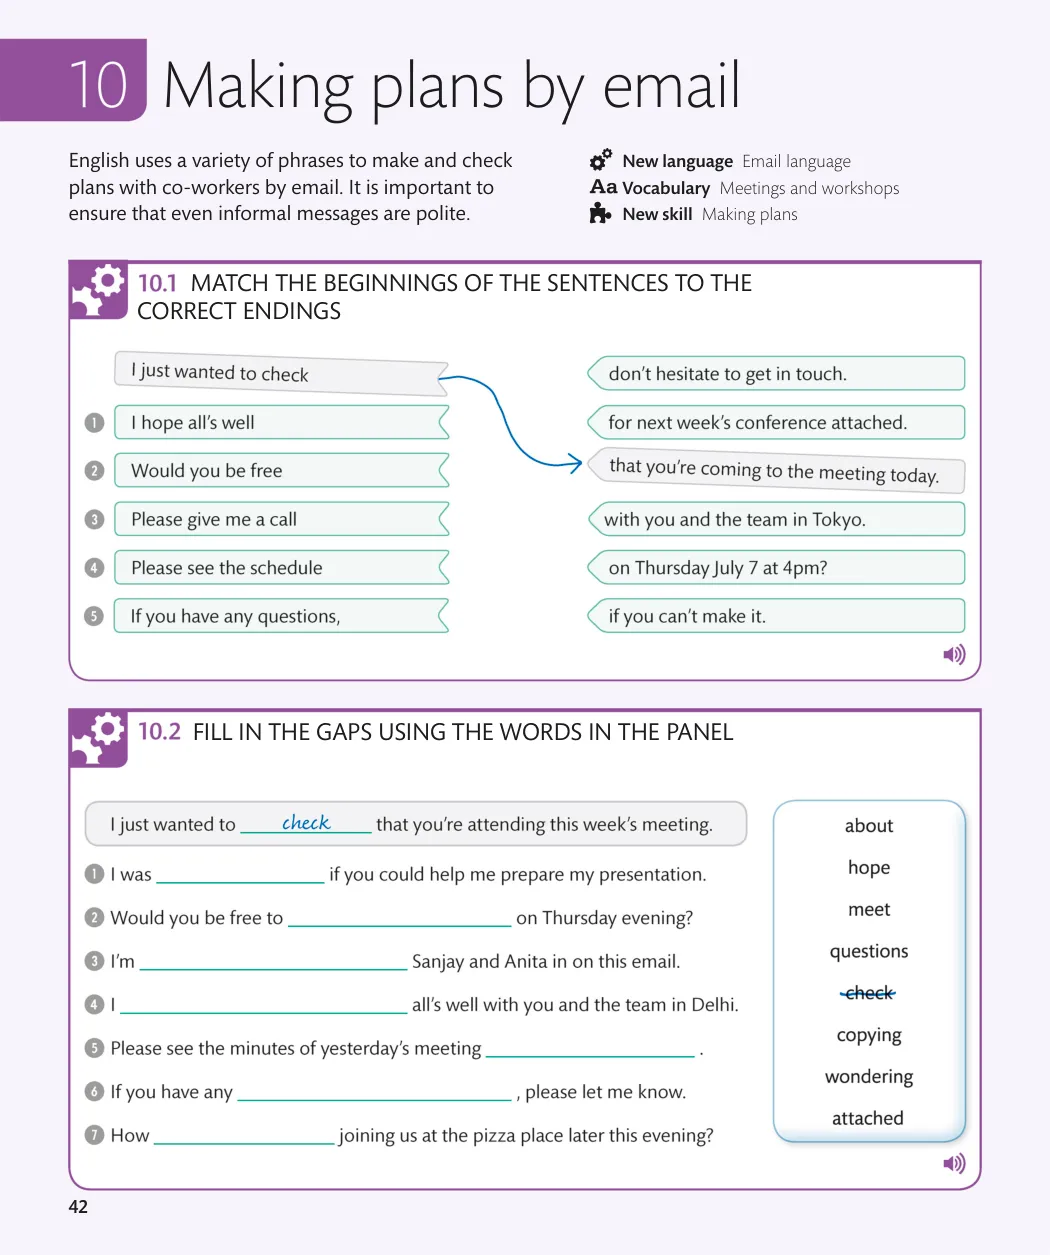 10 Making plans by email
English uses a variety of phrases to make and check
plans with co-workers by email. It is important to
ensure that even informal messages are polite.
New language Email language
Aa Vocabulary Meetings and workshops
New skill Making plans
10.1 MATCH THE BEGINNINGS OF THE SENTENCES TO THE
CORRECT ENDINGS
I just wanted to check
1 I hope all’s well
2 Would you be free
3 Please give me a call
4 Please see the schedule
5 If you have any questions,
don’t hesitate to get in touch.
for next week’s conference attached.
that you’re coming to the meeting today.
with you and the team in Tokyo.
on Thursday July 7 at 4pm?
if you can’t make it.
10.2 FILL IN THE GAPS USING THE WORDS IN THE PANEL
I just wanted to check that you’re attending this week’s meeting.
1 I was ____ if you could help me prepare my presentation.
2 Would you be free to ____ on Thursday evening?
3 I’m ____ Sanjay and Anita in on this email.
4 I ____ all’s well with you and the team in Delhi.
5 Please see the minutes of yesterday’s meeting ____ .
6 If you have any ____ , please let me know.
7 How ____ joining us at the pizza place later this evening?
about
hope
meet
questions
check
copying
wondering
attached
42